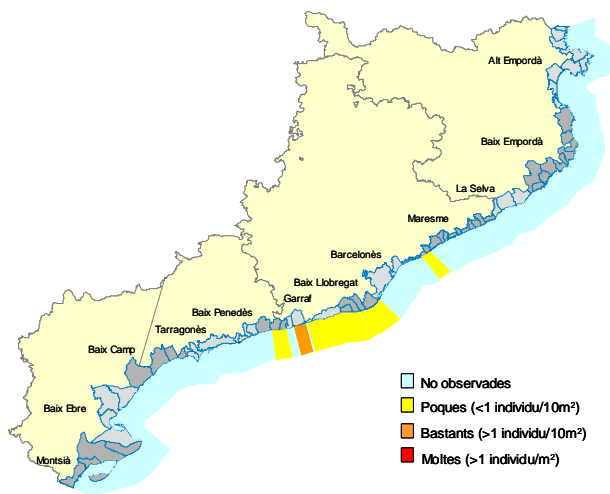 Alt Empordà
Baix Empordà
La Selva
Maresme
Barcelonès
Baix Llobregat
Garraf
Baix Penedès
Tarragonès
Baix Camp
Baix Ebre
Montsià
No observades
Poques (<1 individu/10m²)
Bastants (>1 individu/10m²)
Moltes (>1 individu/m²)